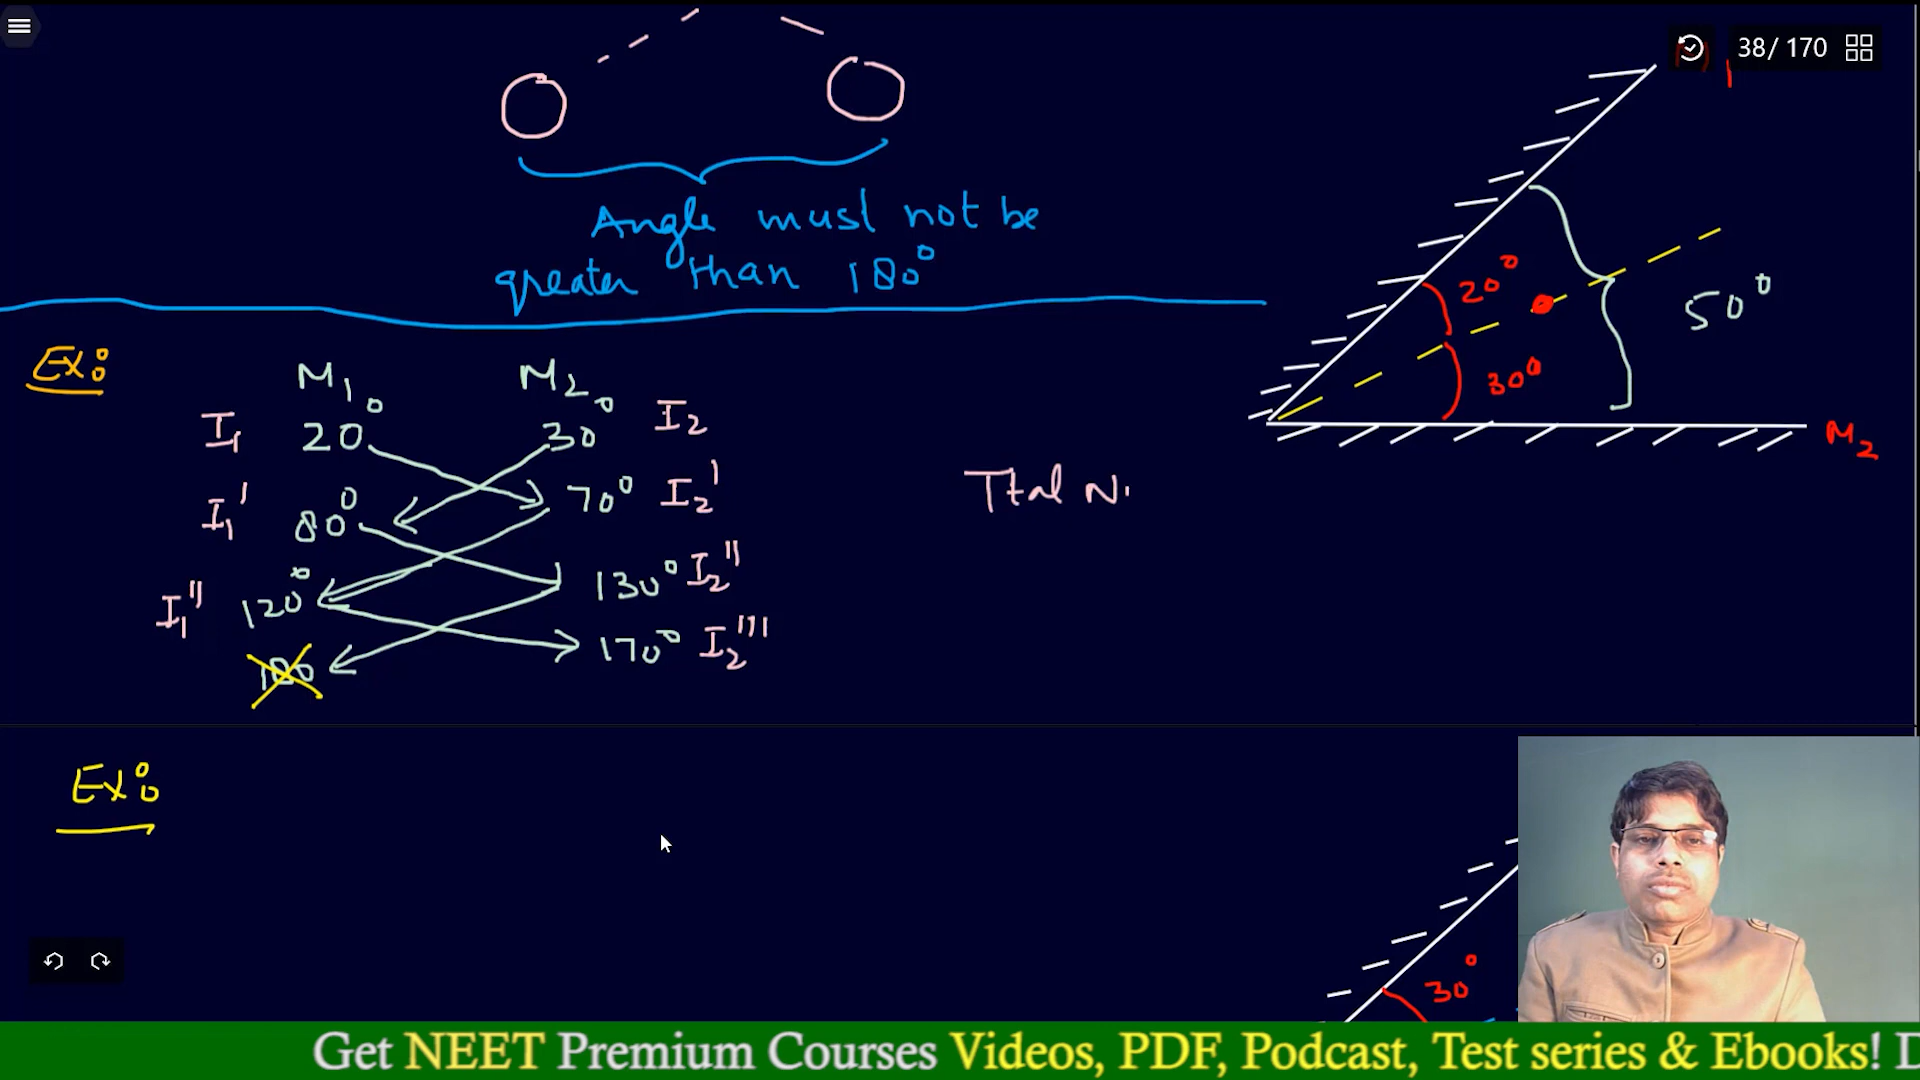 38/ 170
Angle must not be
greater than 180°
20°
50°
30°
M2
Ex:
M1 M2
I1 20° 30° I2
I1' 80° 70° I2'
I1'' 120° 130° I2''
180 170° I2'''
Ttal N.
Ex:
30°
Get NEET Premium Courses Videos, PDF, Podcast, Test series & Ebooks! D